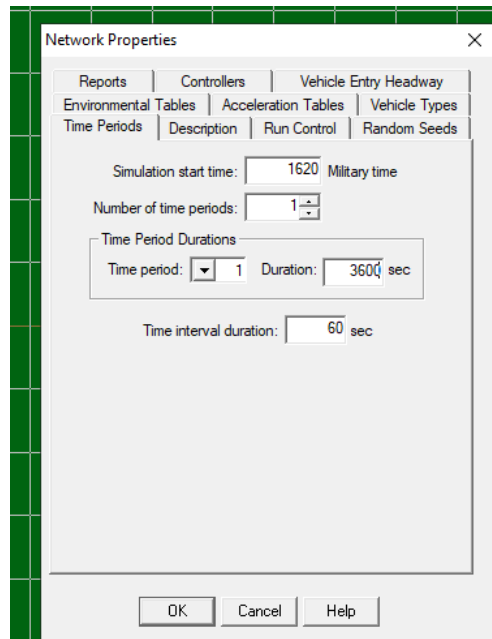 Network Properties
Reports Controllers Vehicle Entry Headway
Environmental Tables Acceleration Tables Vehicle Types
Time Periods Description Run Control Random Seeds
Simulation start time: 1620 Military time
Number of time periods: 1
Time Period Durations
Time period: 1 Duration: 3600 sec
Time interval duration: 60 sec
OK Cancel Help